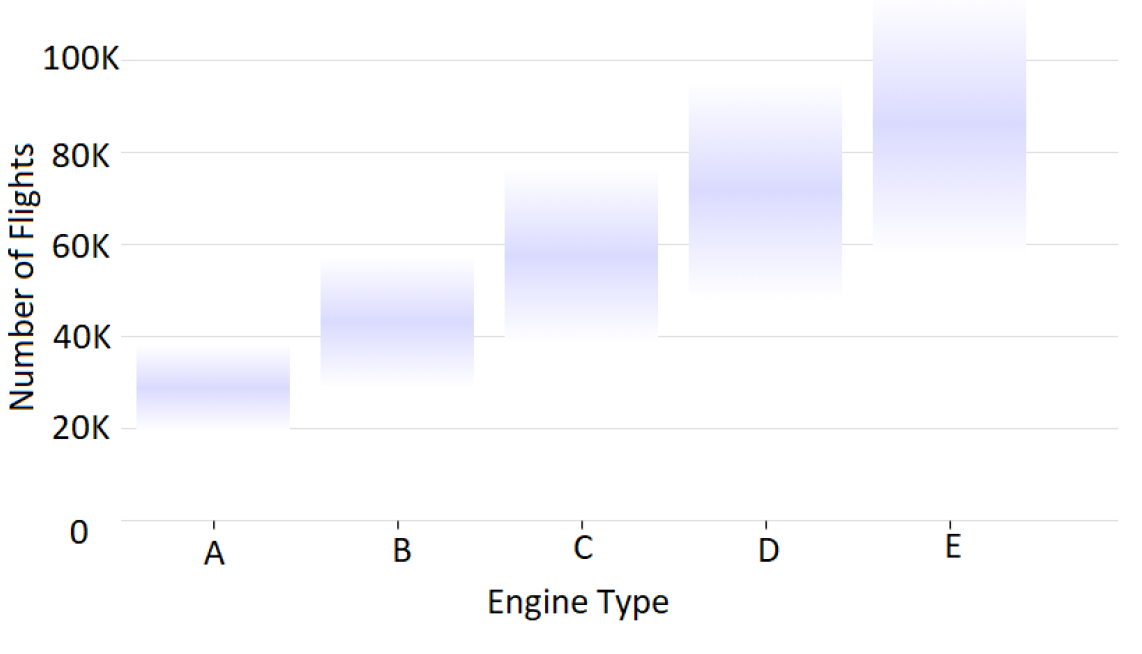 100K
80K
60K
40K
20K
0
Number of Flights
A B C D E
Engine Type